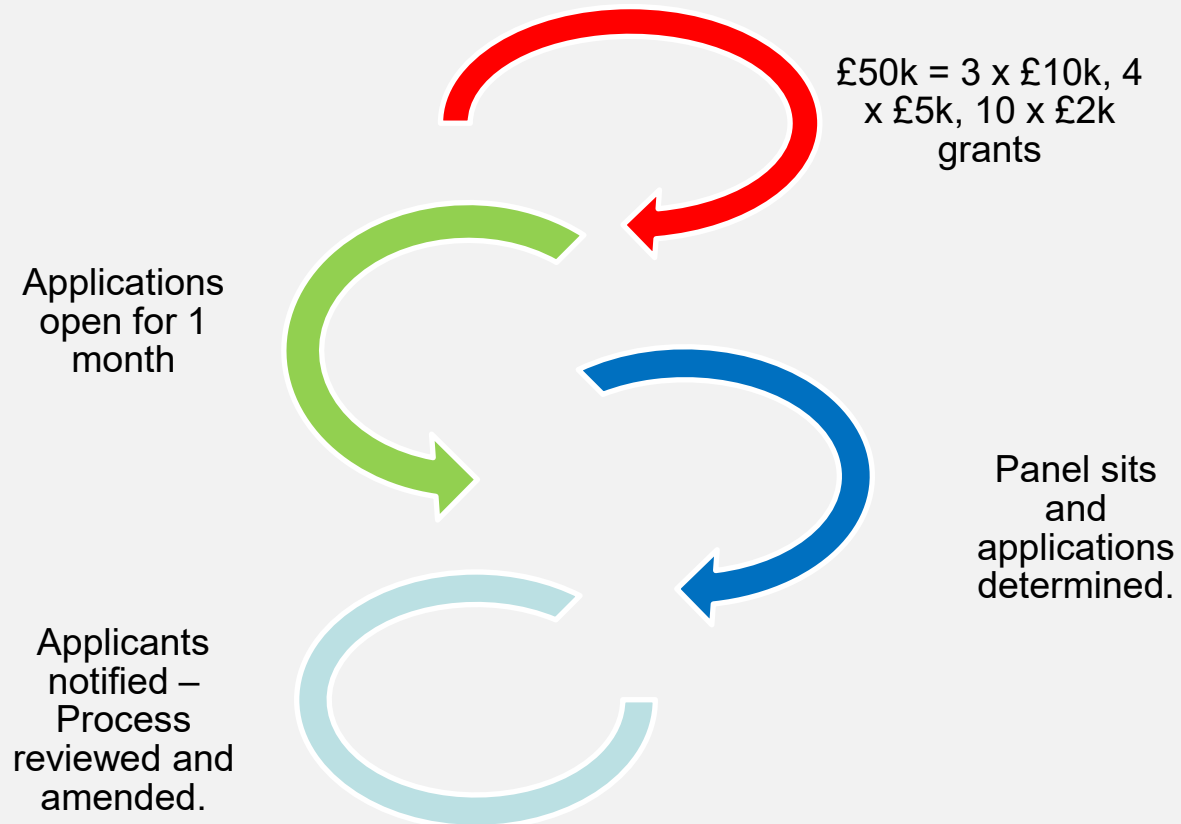 £50k = 3 x £10k, 4
x £5k, 10 x £2k
grants
Applications
open for 1
month
Panel sits
and
applications
determined.
Applicants
notified –
Process
reviewed and
amended.